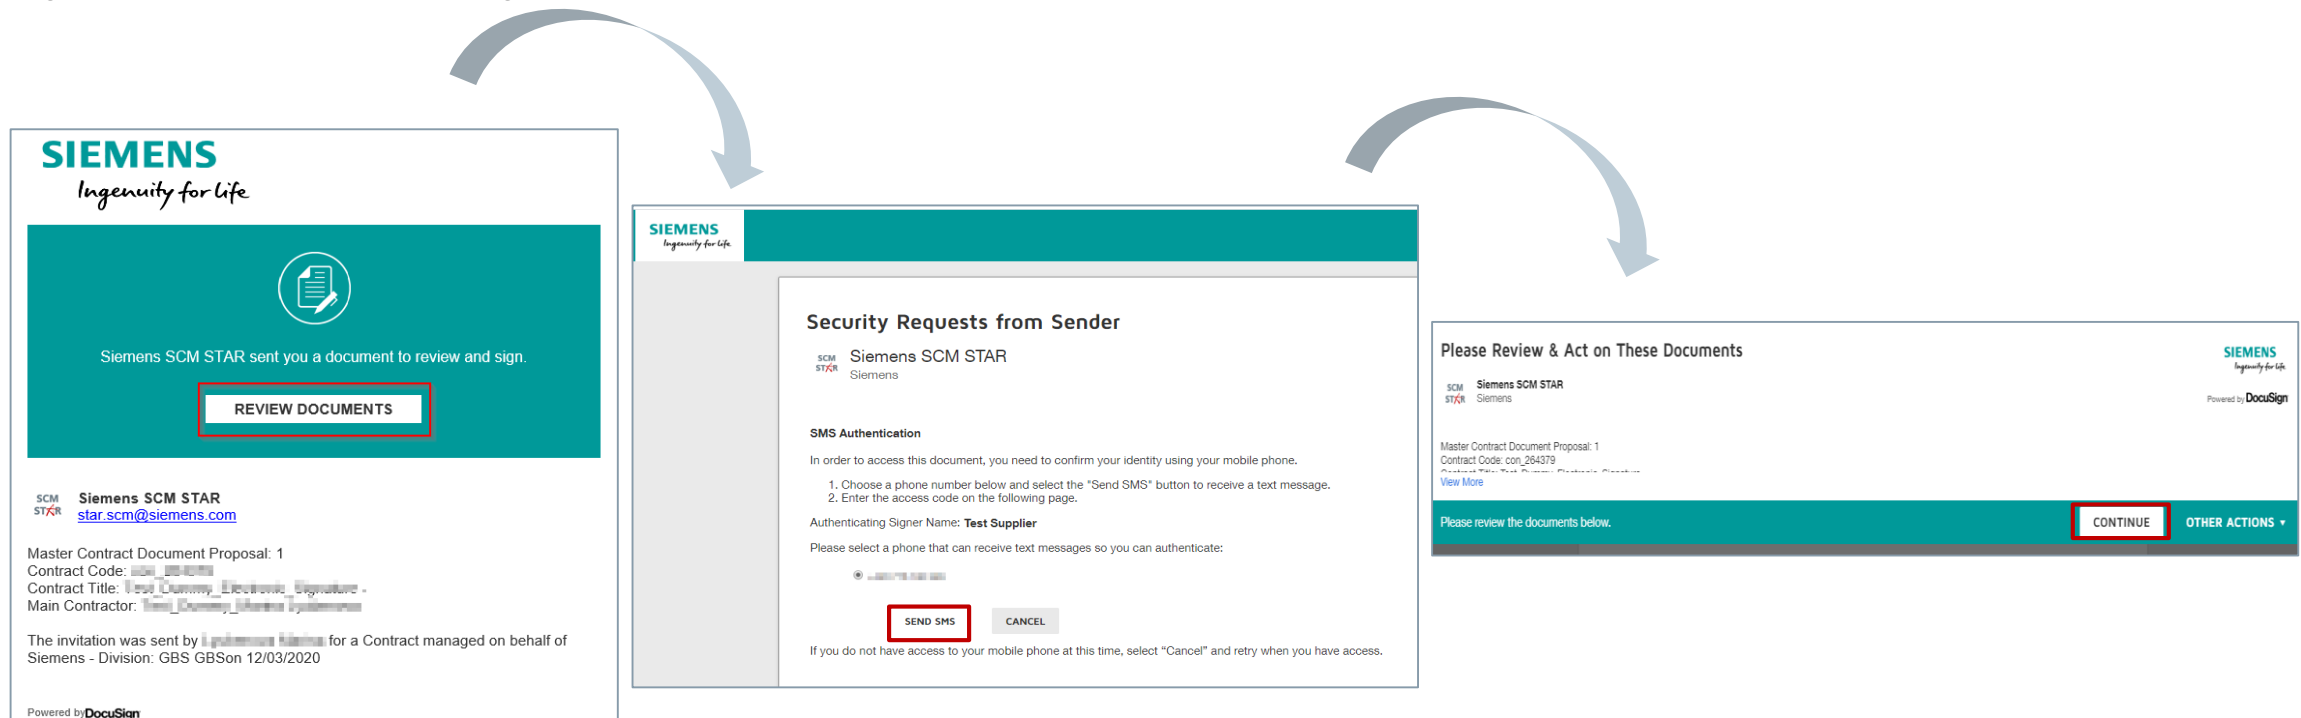 SIEMENS
Ingenuity for life
Siemens SCM STAR sent you a document to review and sign.
REVIEW DOCUMENTS
SCM
STAR
Siemens SCM STAR
star.scm@siemens.com
Master Contract Document Proposal: 1
Contract Code:
Contract Title:
Main Contractor:
The invitation was sent by for a Contract managed on behalf of
Siemens - Division: GBS GBSon 12/03/2020
Powered by DocuSign
SIEMENS
Ingenuity for life
Security Requests from Sender
SCM
STAR
Siemens SCM STAR
Siemens
SMS Authentication
In order to access this document, you need to confirm your identity using your mobile phone.
1. Choose a phone number below and select the "Send SMS" button to receive a text message.
2. Enter the access code on the following page.
Authenticating Signer Name: Test Supplier
Please select a phone that can receive text messages so you can authenticate:
SEND SMS
CANCEL
If you do not have access to your mobile phone at this time, select “Cancel” and retry when you have access.
Please Review & Act on These Documents
SIEMENS
Ingenuity for life
SCM
STAR
Siemens SCM STAR
Siemens
Powered by DocuSign
Master Contract Document Proposal: 1
Contract Code: con_264379
Contract Title: Test_Dummy_Electronic_Signature
View More
Please review the documents below.
CONTINUE
OTHER ACTIONS